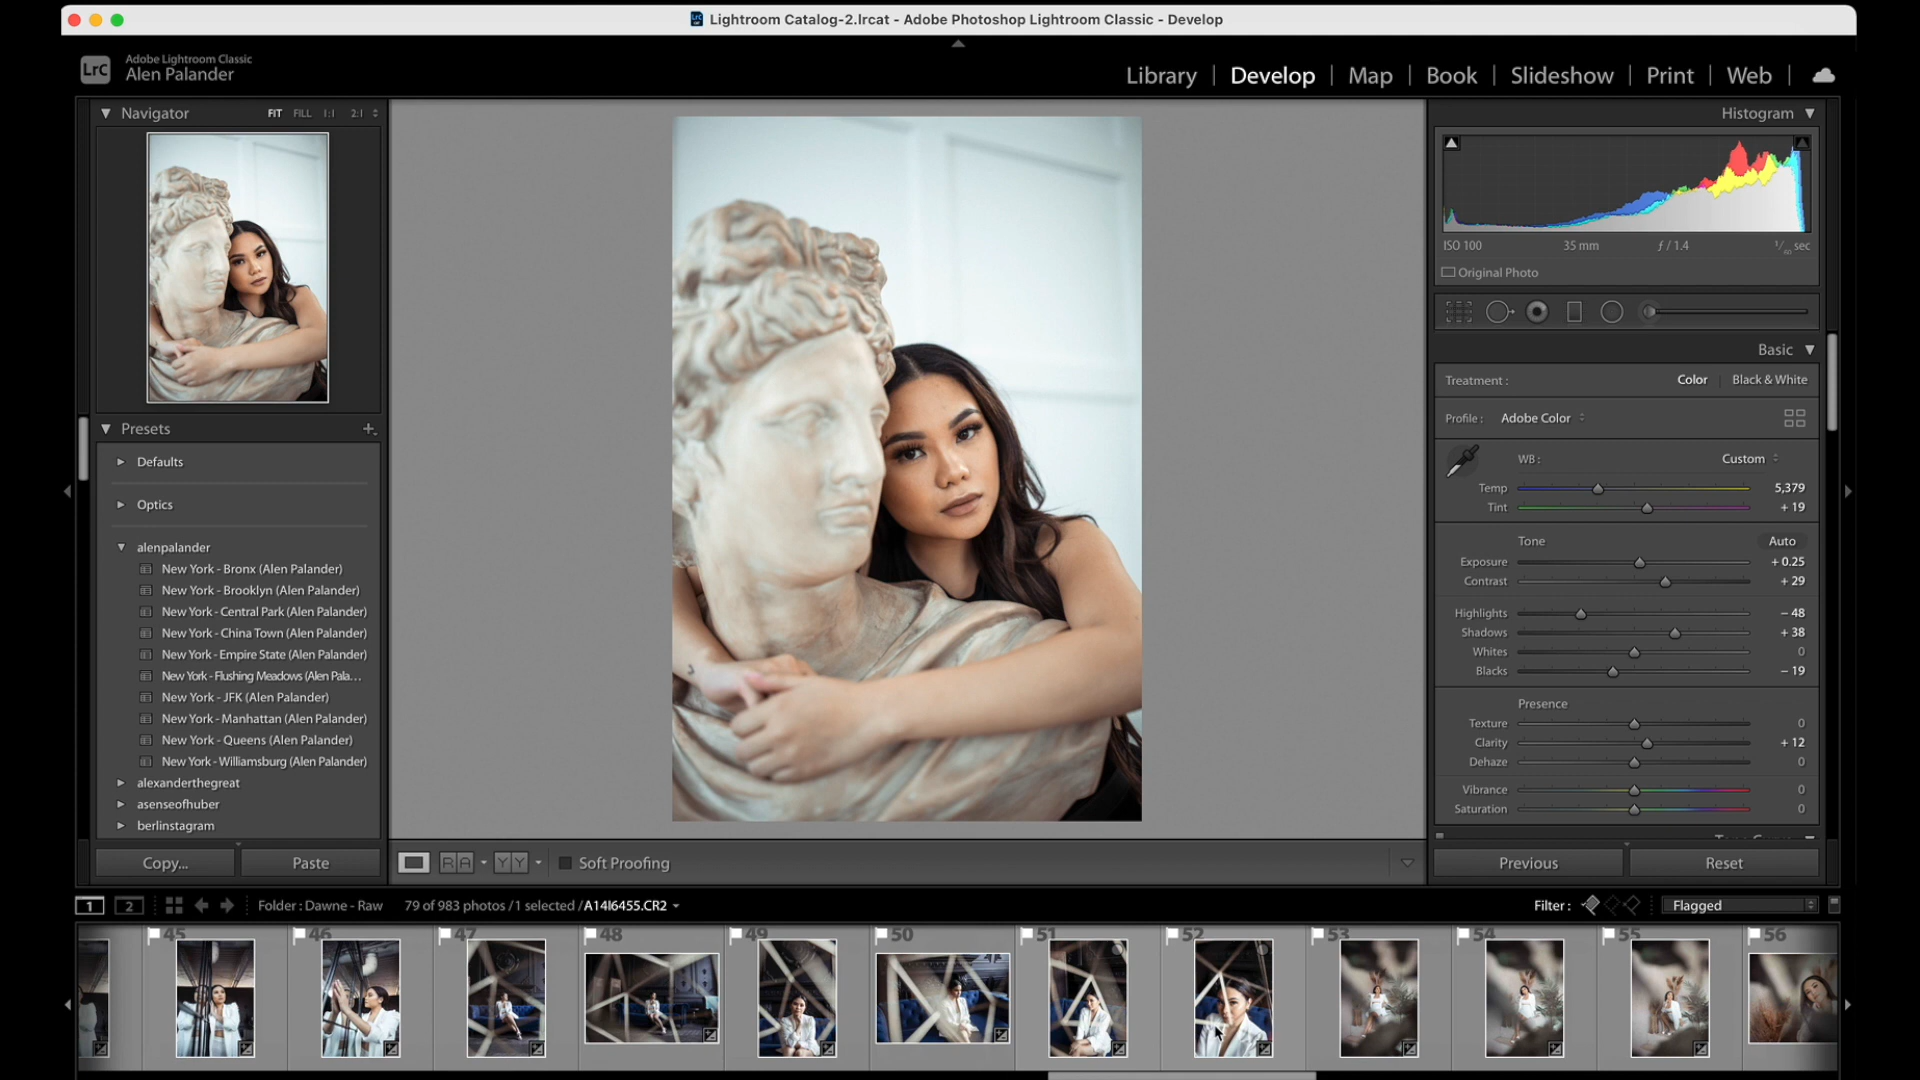 Lightroom Catalog-2.lrcat - Adobe Photoshop Lightroom Classic - Develop
LrC
Adobe Lightroom Classic
Alen Palander
Library | Develop | Map | Book | Slideshow | Print | Web |
Navigator FIT FILL 1:1 2:1
Presets
Defaults
Optics
alenpalander
New York - Bronx (Alen Palander)
New York - Brooklyn (Alen Palander)
New York - Central Park (Alen Palander)
New York - China Town (Alen Palander)
New York - Empire State (Alen Palander)
New York - Flushing Meadows (Alen Pala...
New York - JFK (Alen Palander)
New York - Manhattan (Alen Palander)
New York - Queens (Alen Palander)
New York - Williamsburg (Alen Palander)
alexanderthegreat
asenseofhuber
berlinstagram
Copy... Paste
Soft Proofing
Histogram
ISO 100 35 mm ƒ / 1.4 sec
Original Photo
Basic
Treatment : Color | Black & White
Profile : Adobe Color
WB : Custom
Temp 5,379
Tint + 19
Tone Auto
Exposure + 0.25
Contrast + 29
Highlights − 48
Shadows + 38
Whites 0
Blacks − 19
Presence
Texture 0
Clarity + 12
Dehaze 0
Vibrance 0
Saturation 0
Previous Reset
1 2 Folder : Dawne - Raw 79 of 983 photos / 1 selected / A14I6455.CR2 Filter : Flagged
45 46 47 48 49 50 51 52 53 54 55 56